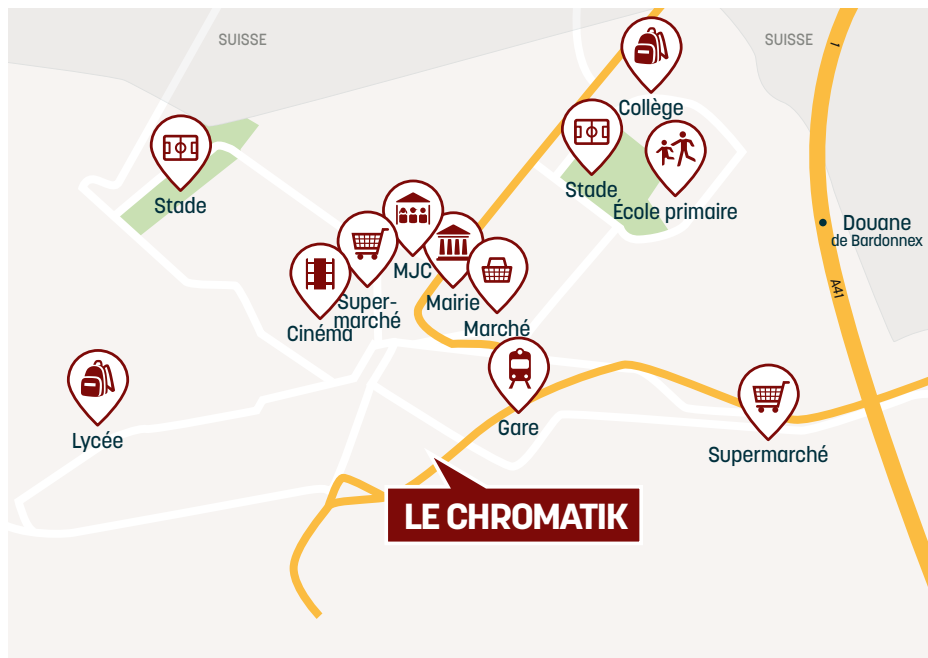 SUISSE
SUISSE
1
Collège
Stade
Stade
École primaire
Douane
de Bardonnex
MJC
A41
Super-
marché
Mairie
Cinéma
Marché
Gare
Lycée
Supermarché
LE CHROMATIK